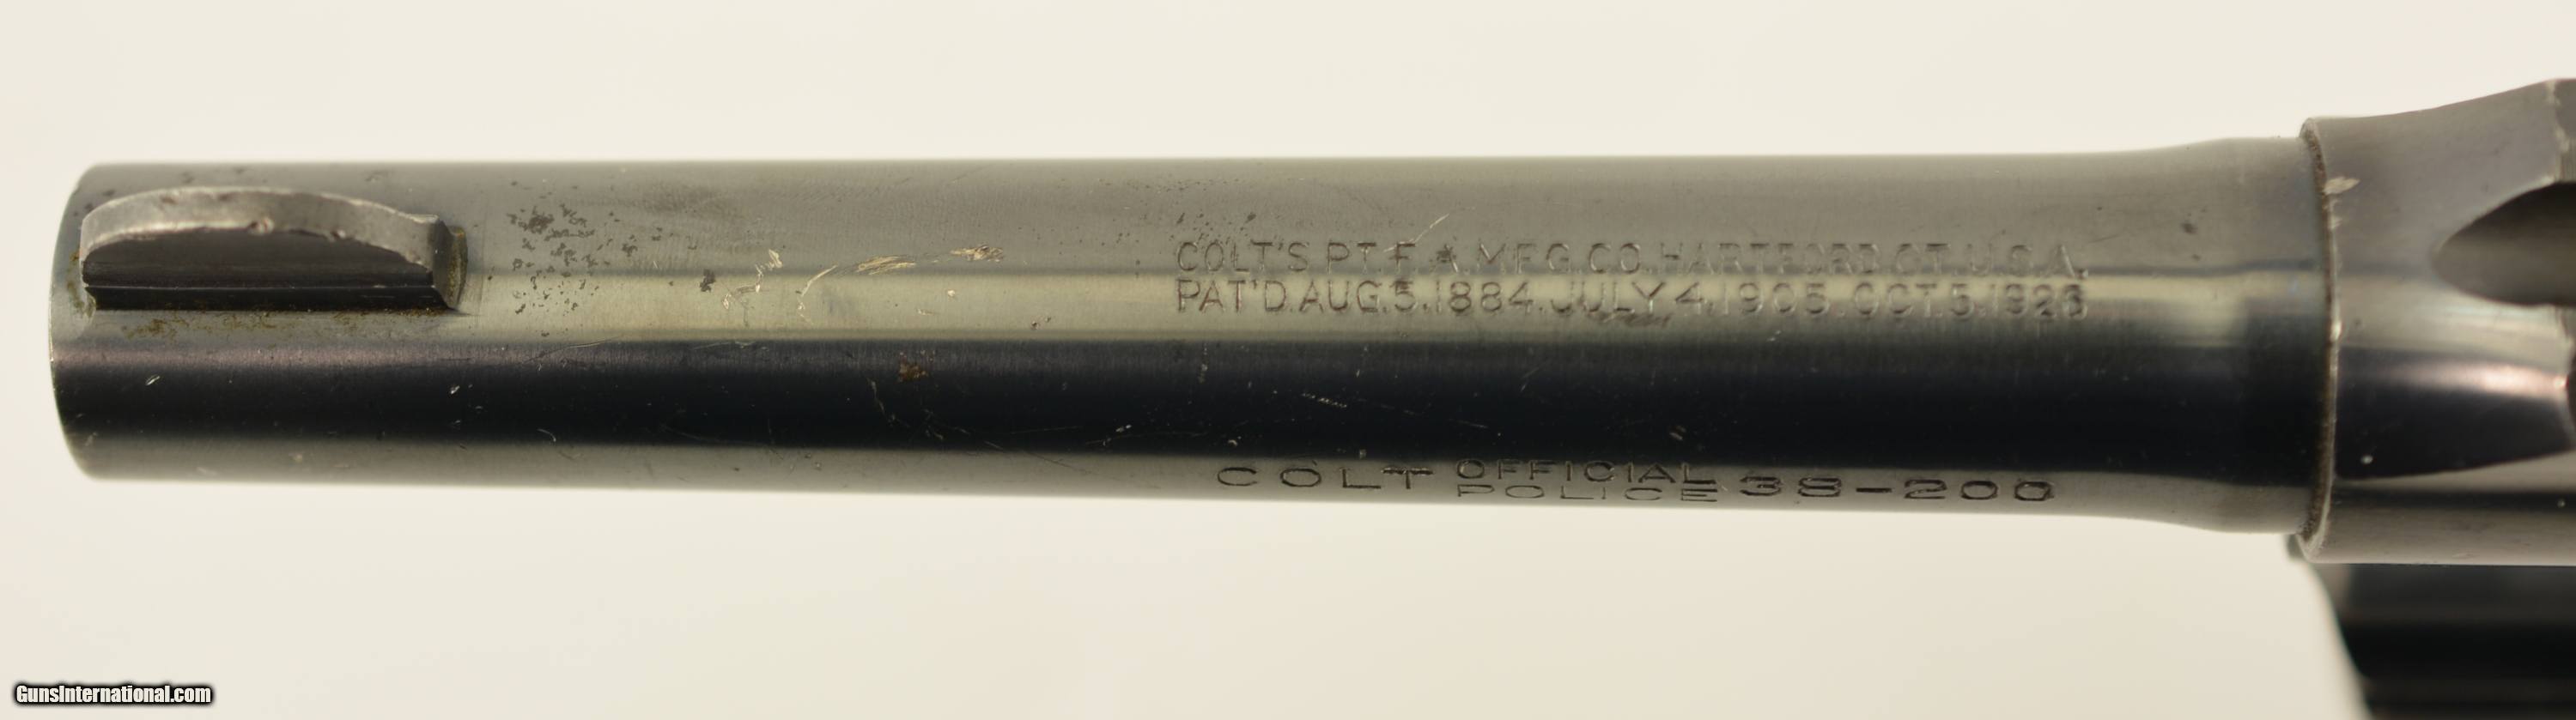 COLT'S PT. F. A. MFG. CO. HARTFORD CT. U.S.A.
PAT'D. AUG. 5. 1884. JULY 4. 1905. OCT. 5. 1926
COLT OFFICIAL POLICE 38-200
GunsInternational.com